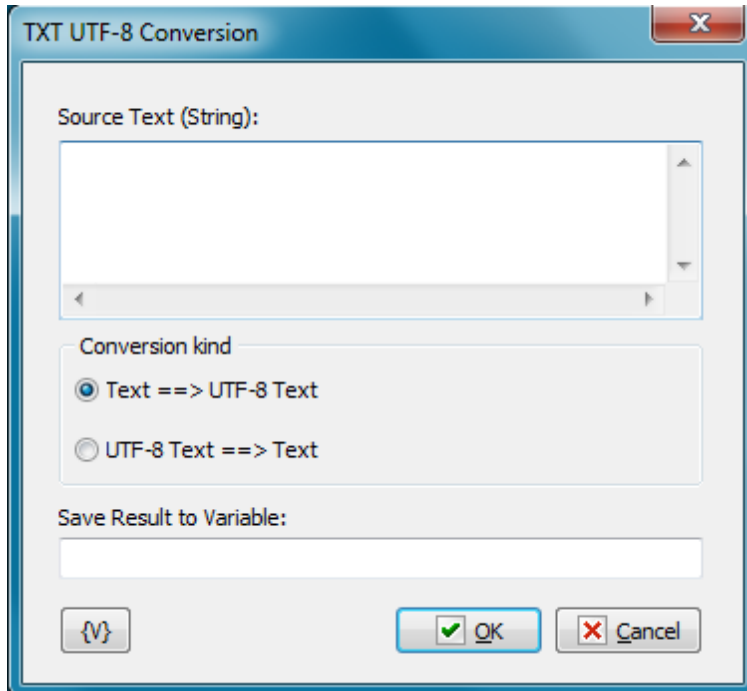 TXT UTF-8 Conversion
Source Text (String):
Conversion kind
Text ==> UTF-8 Text
UTF-8 Text ==> Text
Save Result to Variable:
{V} OK Cancel